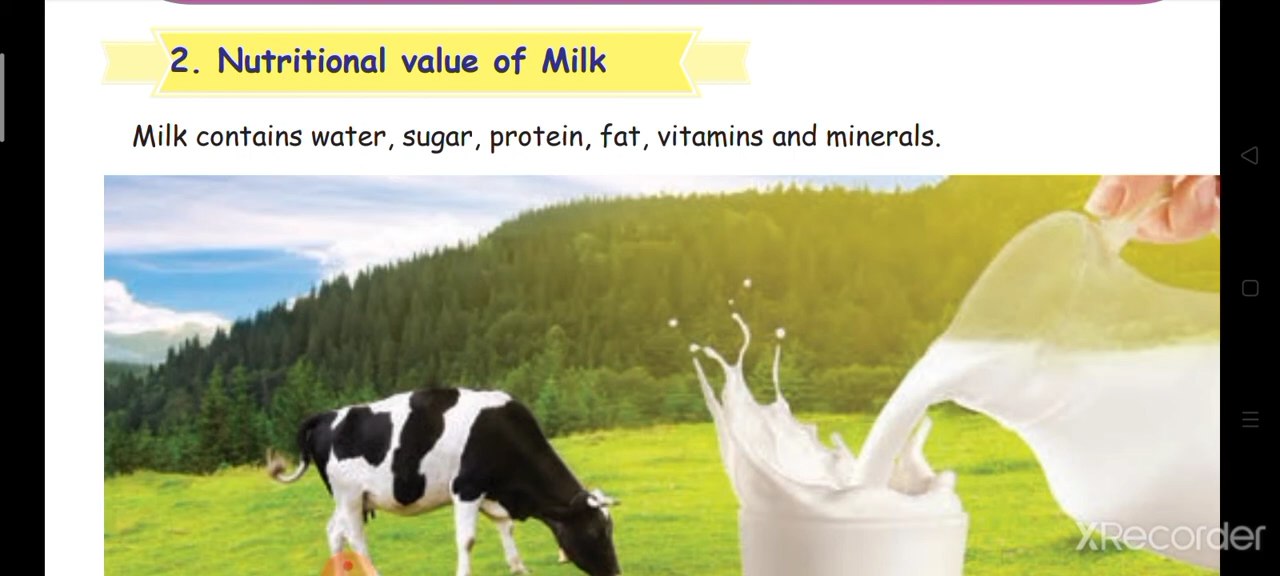 2. Nutritional value of Milk
Milk contains water, sugar, protein, fat, vitamins and minerals.
XRecorder